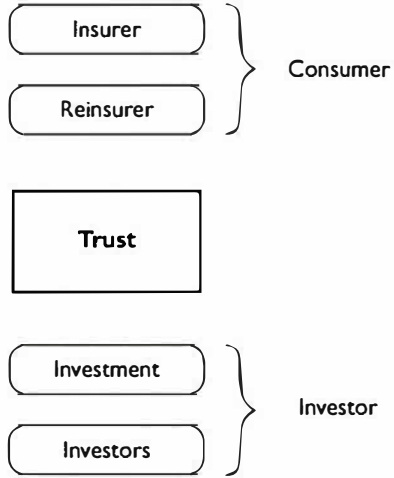 Insurer
Consumer
Reinsurer
Trust
Investment
Investor
Investors